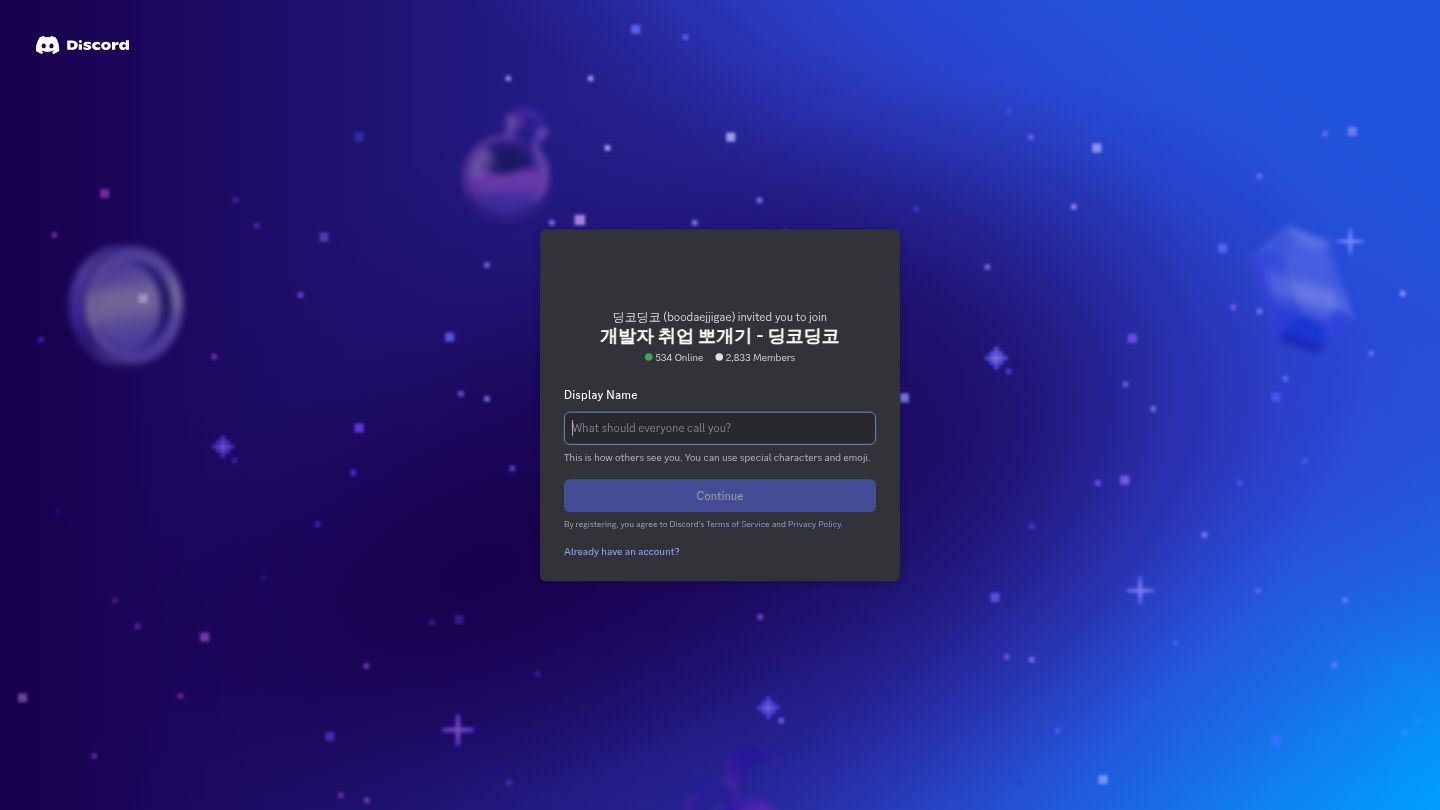 Discord
딩코딩코 (boodaejjigae) invited you to join
개발자 취업 뽀개기 - 딩코딩코
534 Online 2,833 Members
Display Name
What should everyone call you?
This is how others see you. You can use special characters and emoji.
Continue
By registering, you agree to Discord's Terms of Service and Privacy Policy.
Already have an account?